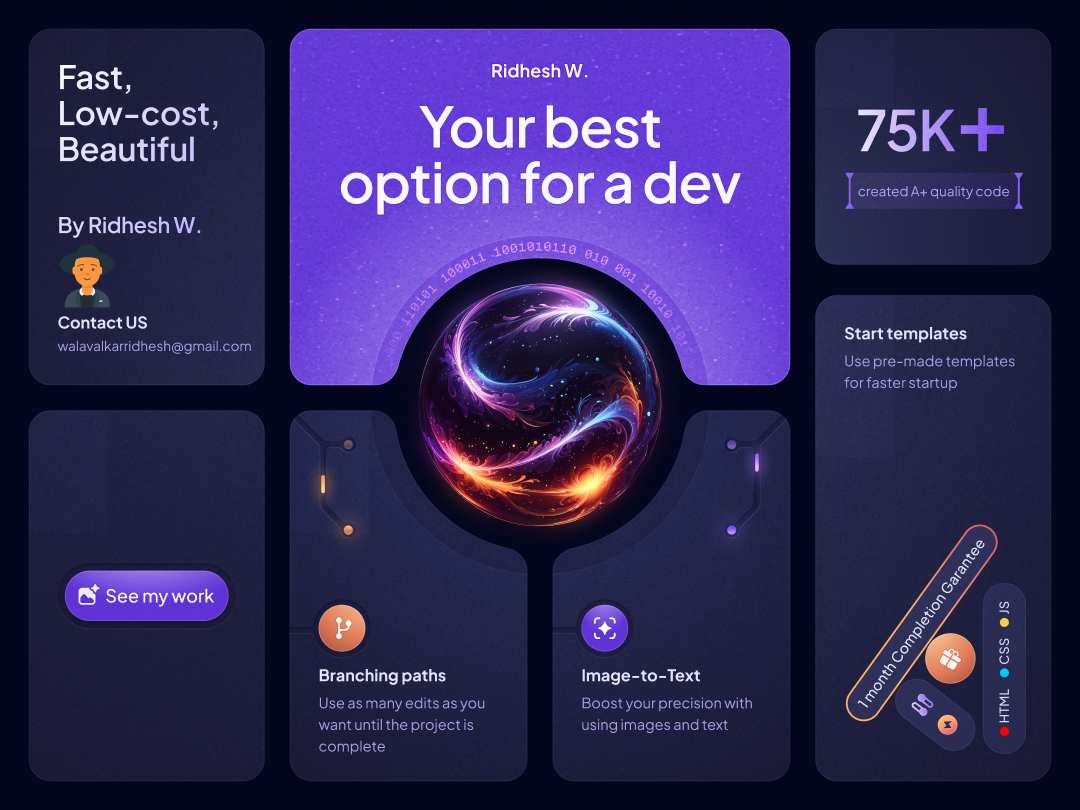 Fast,
Low-cost,
Beautiful
By Ridhesh W.
Contact US
walavalkarridhesh@gmail.com
Ridhesh W.
Your best
option for a dev
110101 100011 1001010110 010 001 10010
75K+
created A+ quality code
Start templates
Use pre-made templates
for faster startup
See my work
Branching paths
Use as many edits as you
want until the project is
complete
Image-to-Text
Boost your precision with
using images and text
1 month Completion Garantee
HTML CSS JS